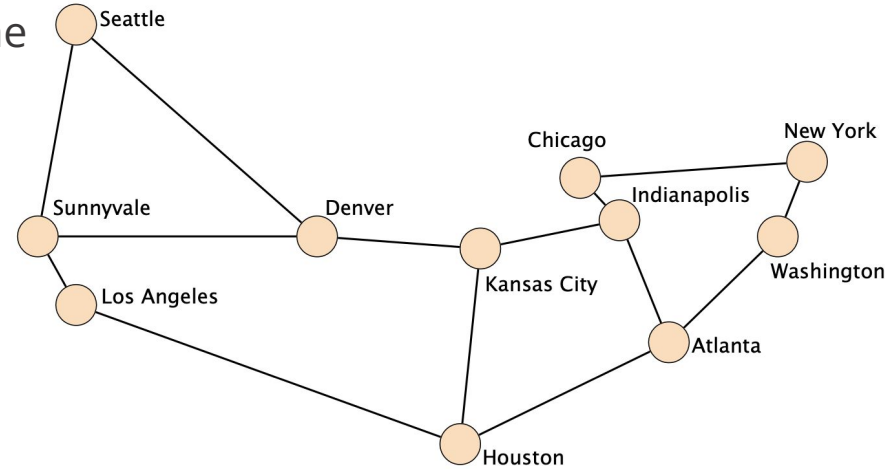 Seattle
Chicago
New York
Indianapolis
Sunnyvale
Denver
Washington
Kansas City
Los Angeles
Atlanta
Houston